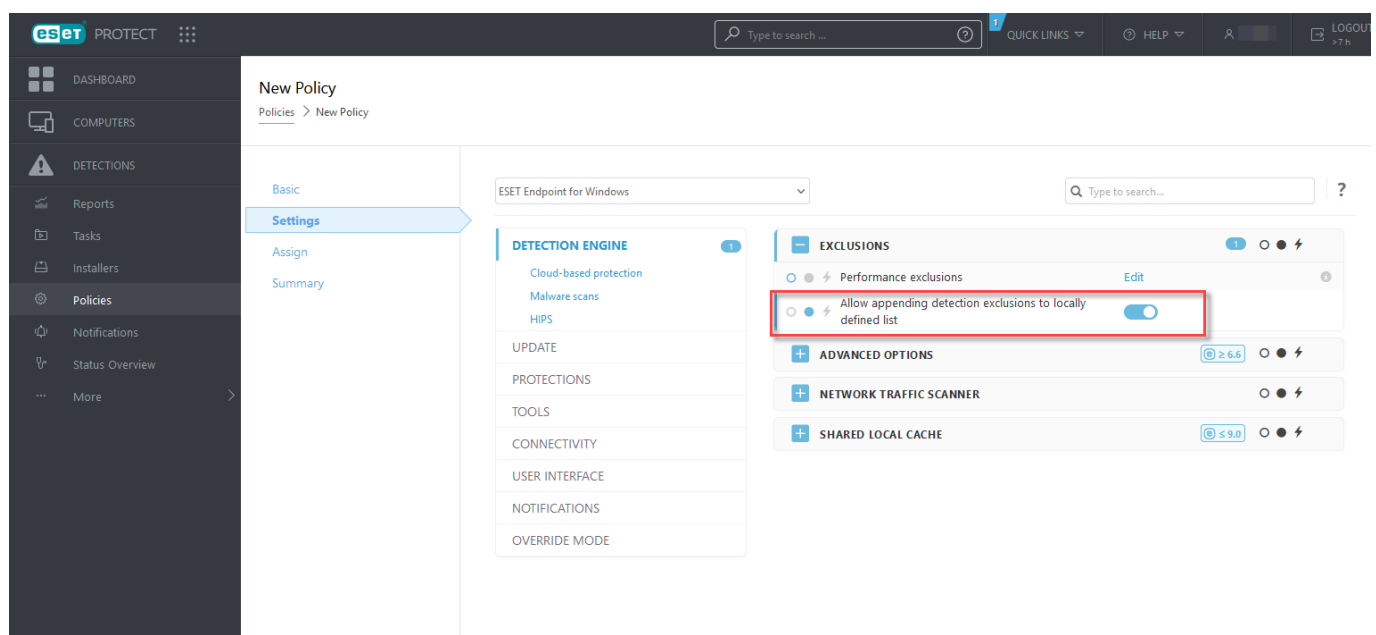 eset PROTECT
Type to search ...
1
QUICK LINKS
HELP
LOGOUT
>7 h
DASHBOARD
COMPUTERS
DETECTIONS
Reports
Tasks
Installers
Policies
Notifications
Status Overview
More
New Policy
Policies > New Policy
Basic
Settings
Assign
Summary
ESET Endpoint for Windows
Type to search...
?
DETECTION ENGINE 1
Cloud-based protection
Malware scans
HIPS
UPDATE
PROTECTIONS
TOOLS
CONNECTIVITY
USER INTERFACE
NOTIFICATIONS
OVERRIDE MODE
EXCLUSIONS 1
Performance exclusions Edit
Allow appending detection exclusions to locally
defined list
ADVANCED OPTIONS ≥ 6.6
NETWORK TRAFFIC SCANNER
SHARED LOCAL CACHE ≤ 9.0